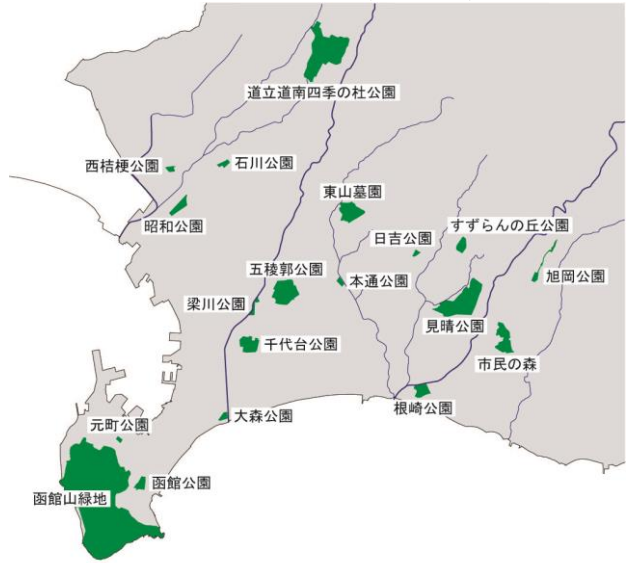 道立道南四季の杜公園
西桔梗公園
石川公園
東山墓園
昭和公園
すずらんの丘公園
日吉公園
五稜郭公園
本通公園
旭岡公園
梁川公園
見晴公園
千代台公園
市民の森
根崎公園
大森公園
元町公園
函館公園
函館山緑地